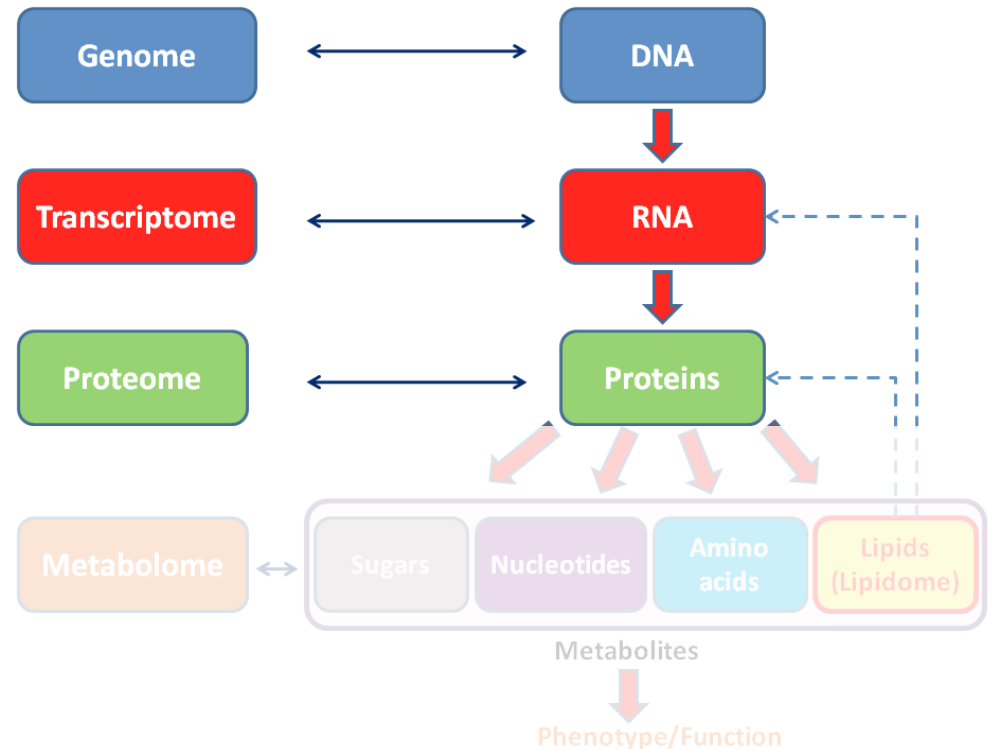 Genome
DNA
Transcriptome
RNA
Proteome
Proteins
Metabolome
Sugars
Nucleotides
Amino
acids
Lipids
(Lipidome)
Metabolites
Phenotype/Function